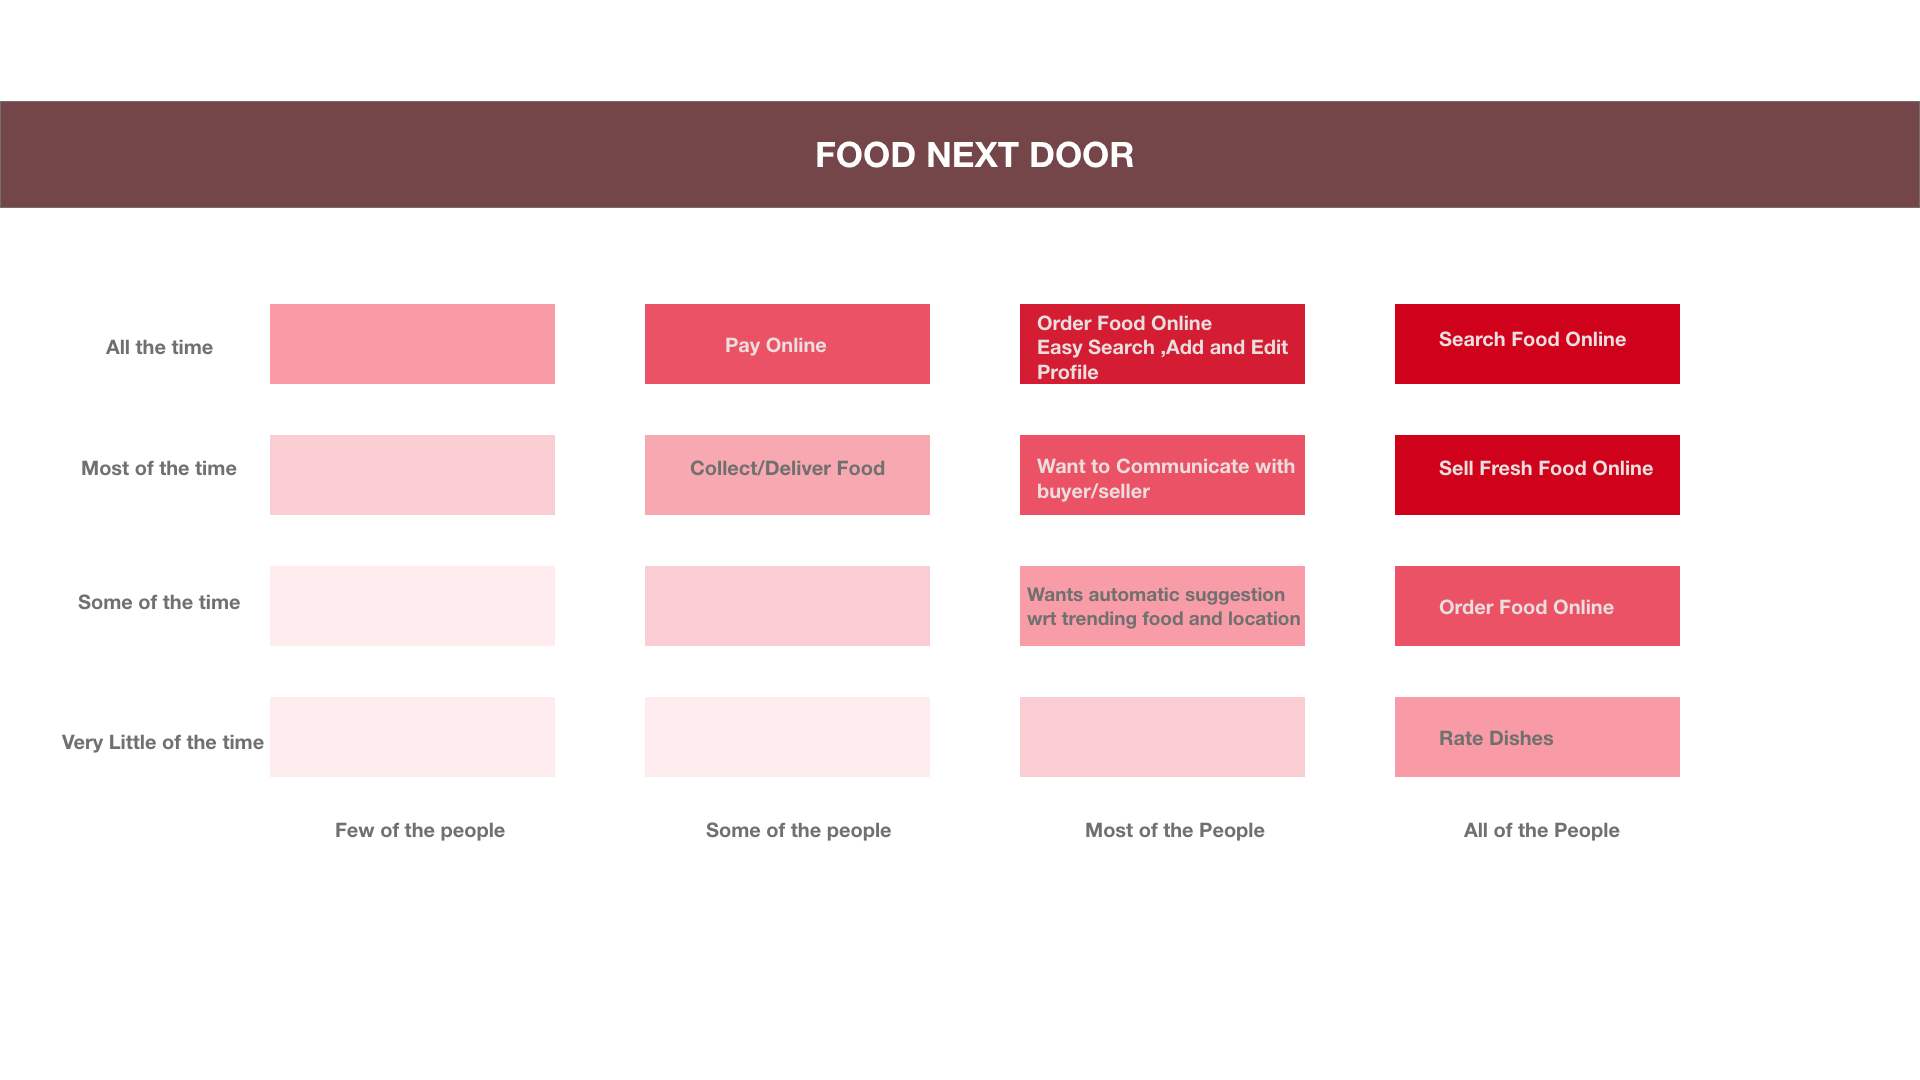 FOOD NEXT DOOR
All the time
Pay Online
Order Food Online
Easy Search ,Add and Edit
Profile
Search Food Online
Most of the time
Collect/Deliver Food
Want to Communicate with
buyer/seller
Sell Fresh Food Online
Some of the time
Wants automatic suggestion
wrt trending food and location
Order Food Online
Very Little of the time
Rate Dishes
Few of the people
Some of the people
Most of the People
All of the People